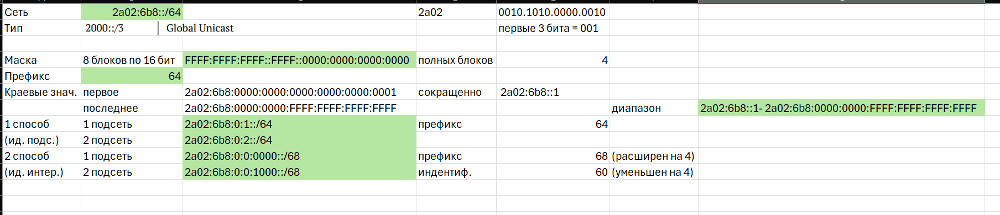 Сеть 2a02:6b8::/64 2a02 0010.1010.0000.0010
Тип 2000::/3 Global Unicast первые 3 бита = 001
Маска 8 блоков по 16 бит FFFF:FFFF:FFFF::FFFF::0000:0000:0000:0000 полных блоков 4
Префикс 64
Краевые знач. первое 2a02:6b8:0000:0000:0000:0000:0000:0001 сокращенно 2a02:6b8::1
последнее 2a02:6b8:0000:0000:FFFF:FFFF:FFFF:FFFF диапазон 2a02:6b8::1- 2a02:6b8:0000:0000:FFFF:FFFF:FFFF:FFFF
1 способ 1 подсеть 2a02:6b8:0:1::/64 префикс 64
(ид. подс.) 2 подсеть 2a02:6b8:0:2::/64
2 способ 1 подсеть 2a02:6b8:0:0:0000::/68 префикс 68 (расширен на 4)
(ид. интер.) 2 подсеть 2a02:6b8:0:0:1000::/68 индентиф. 60 (уменьшен на 4)